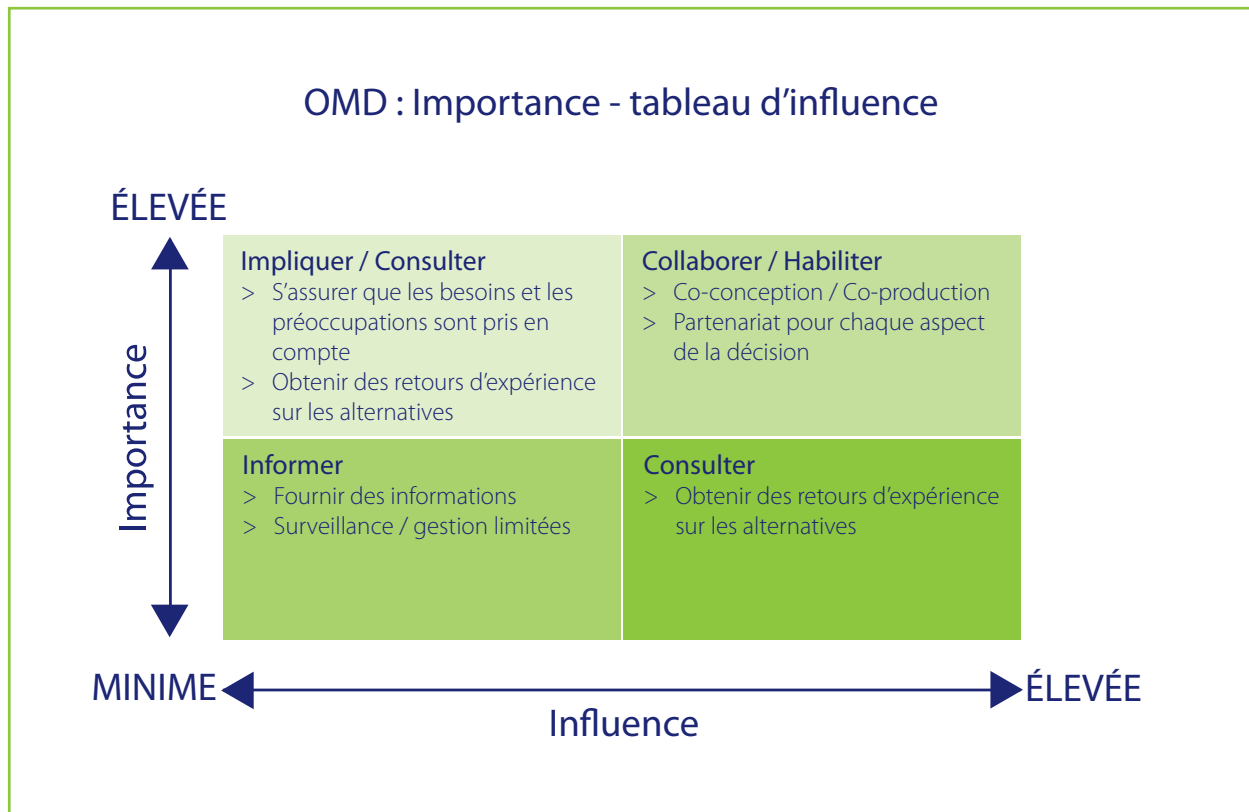 OMD : Importance - tableau d’influence
ÉLEVÉE
Importance
Impliquer / Consulter
> S’assurer que les besoins et les
préoccupations sont pris en
compte
> Obtenir des retours d’expérience
sur les alternatives
Collaborer / Habiliter
> Co-conception / Co-production
> Partenariat pour chaque aspect
de la décision
Informer
> Fournir des informations
> Surveillance / gestion limitées
Consulter
> Obtenir des retours d’expérience
sur les alternatives
MINIME
ÉLEVÉE
Influence